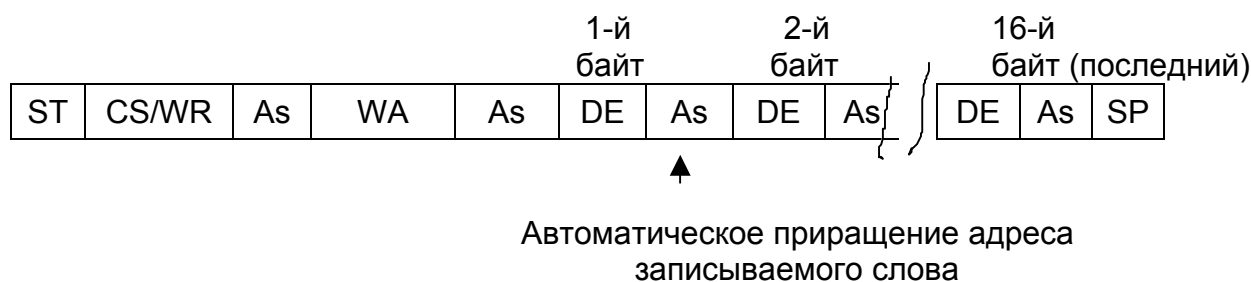 1-й 2-й 16-й
байт байт байт (последний)
ST CS/WR As WA As DE As DE As DE As SP
Автоматическое приращение адреса
записываемого слова